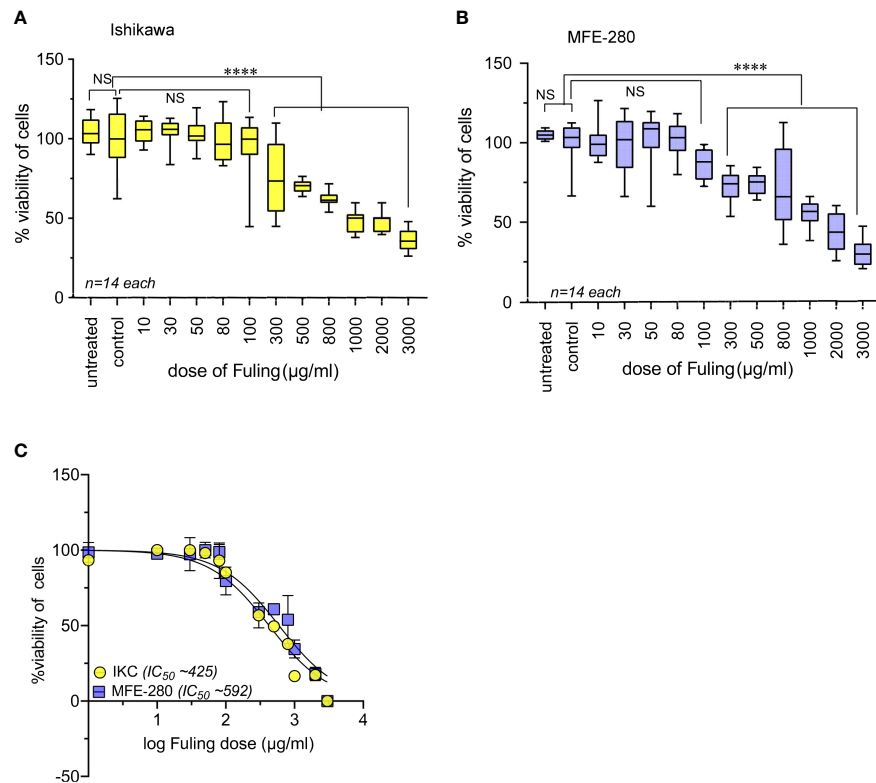 A
Ishikawa
NS
****
NS
150
100
50
0
% viability of cells
n=14 each
untreated
control
10
30
50
80
100
300
500
800
1000
2000
3000
dose of Fuling (µg/ml)
B
MFE-280
NS
****
NS
150
100
50
0
% viability of cells
n=14 each
untreated
control
10
30
50
80
100
300
500
800
1000
2000
3000
dose of Fuling (µg/ml)
C
150
100
50
0
-50
%viability of cells
IKC (IC50 ~425)
MFE-280 (IC50 ~592)
1 2 3 4
log Fuling dose (µg/ml)